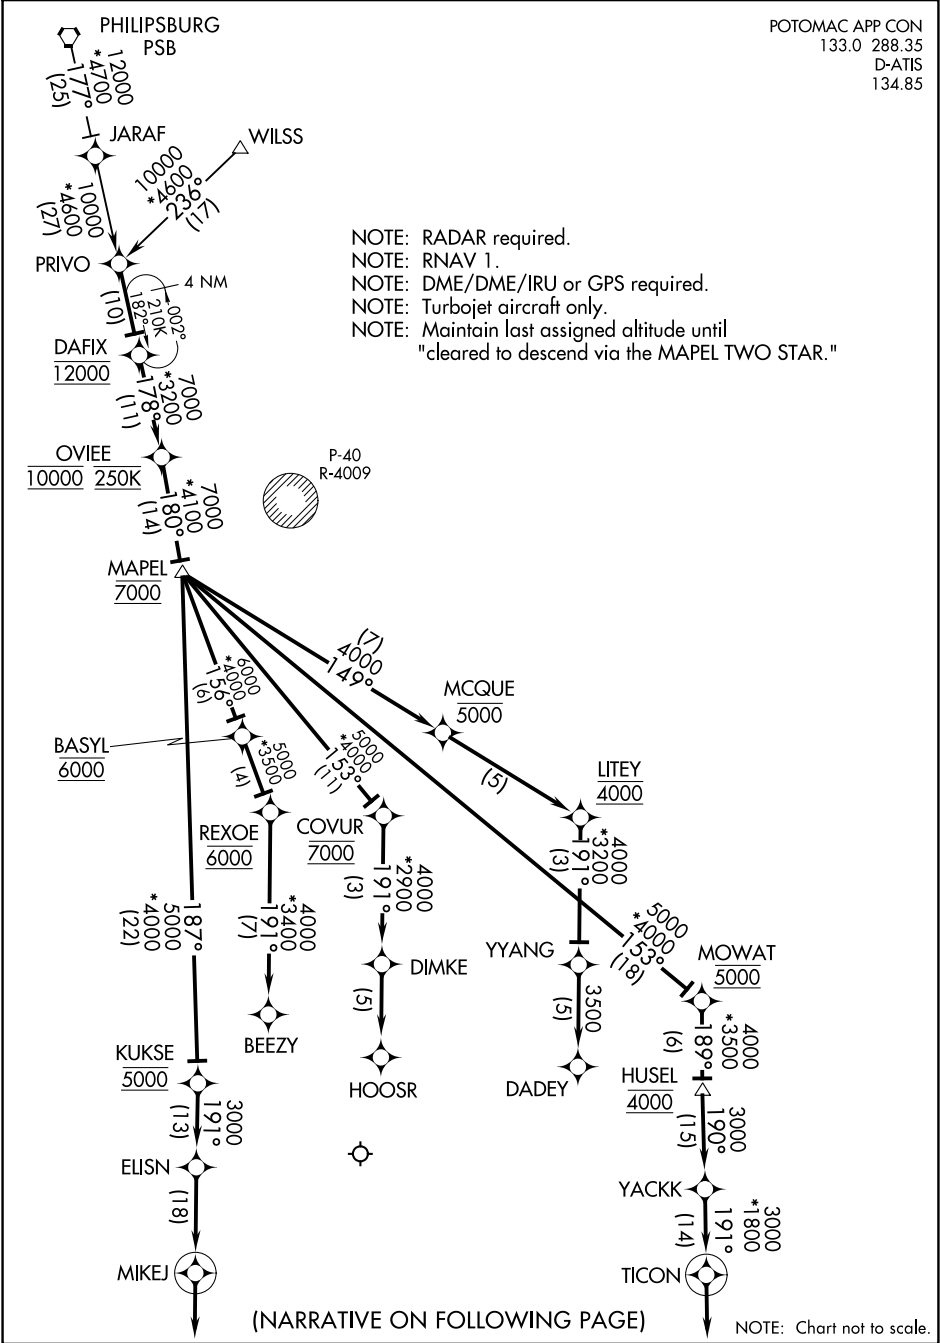 PHILIPSBURG
PSB
POTOMAC APP CON
133.0 288.35
D-ATIS
134.85
12000
*4700
177°
(25)
JARAF
WILSS
10000
*4600
236°
(17)
10000
*4600
(27)
PRIVO
NOTE: RADAR required.
NOTE: RNAV 1.
NOTE: DME/DME/IRU or GPS required.
NOTE: Turbojet aircraft only.
NOTE: Maintain last assigned altitude until
"cleared to descend via the MAPEL TWO STAR."
4 NM
(10)
182°
210K
002°
DAFIX
12000
7000
*3200
178°
(11)
OVIEE
10000 250K
P-40
R-4009
7000
*4100
180°
(14)
MAPEL
7000
(7)
4000
149°
6000
*4000
156°
(6)
MCQUE
5000
BASYL
6000
5000
*3500
(4)
5000
*4000
153°
(11)
(5)
LITEY
4000
REXOE
6000
COVUR
7000
4000
*3200
191°
(3)
187°
5000
*4000
(22)
4000
*3400
191°
(7)
4000
*2900
191°
(3)
5000
*4000
153°
(18)
DIMKE
YYANG
MOWAT
5000
(5)
3500
(5)
BEEZY
4000
*3500
189°
(6)
KUKSE
5000
HOOSR
DADEY
HUSEL
4000
3000
191°
(13)
3000
190°
(15)
ELISN
YACKK
(18)
3000
*1800
191°
(14)
MIKEJ
TICON
(NARRATIVE ON FOLLOWING PAGE)
NOTE: Chart not to scale.